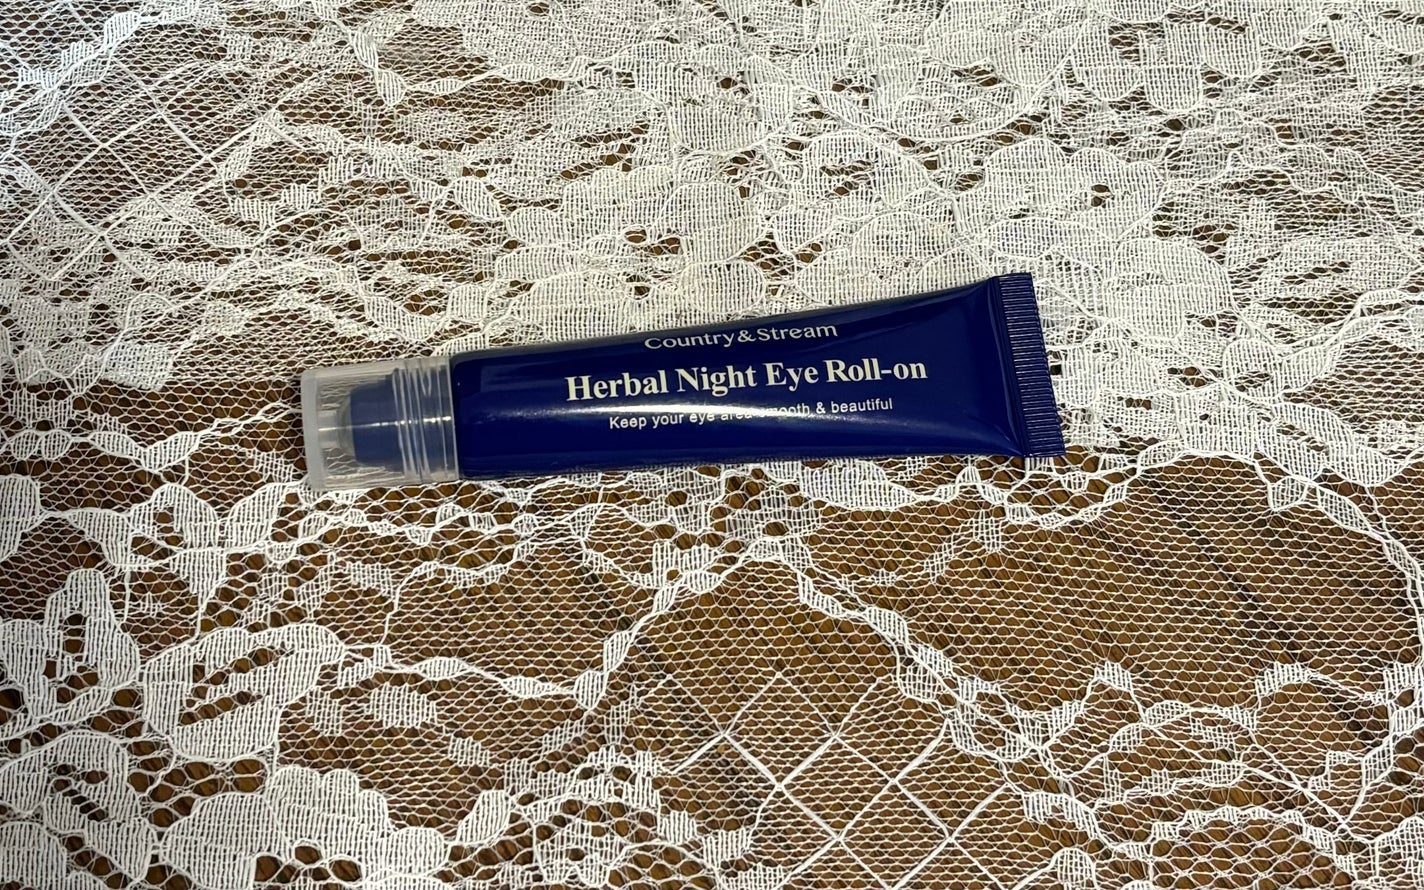 Country&Stream
Herbal Night Eye Roll-on
Keep your eye area smooth & beautiful